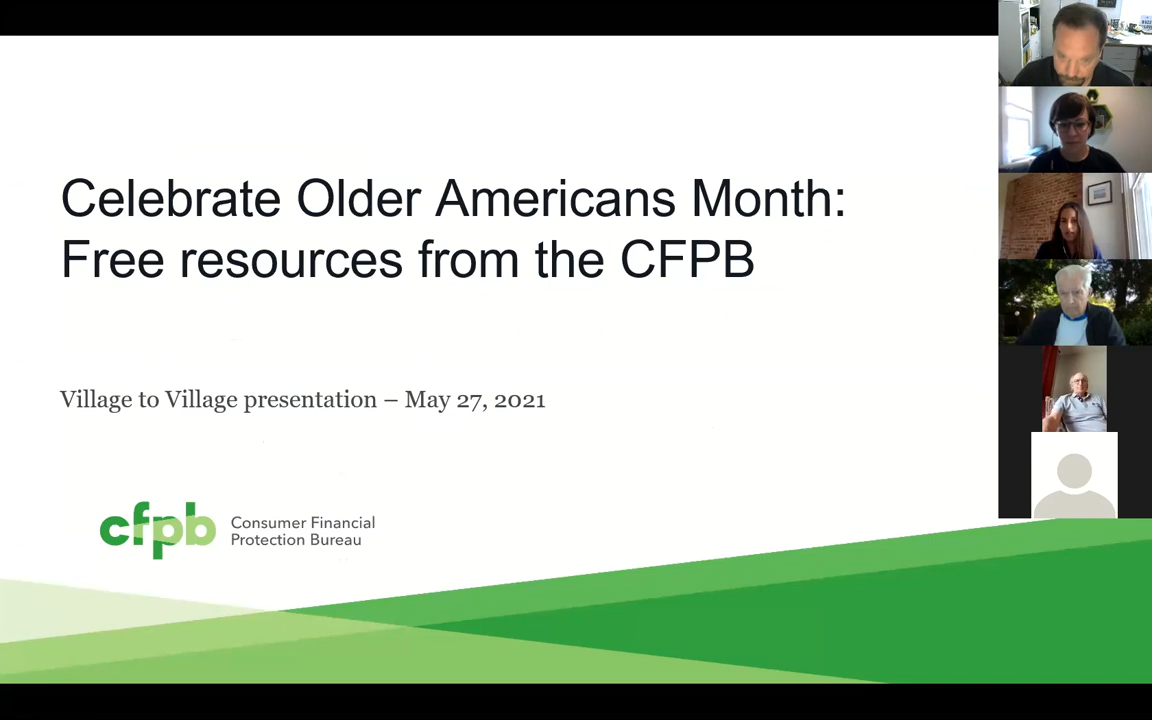 Celebrate Older Americans Month:
Free resources from the CFPB
Village to Village presentation – May 27, 2021
cfpb
Consumer Financial
Protection Bureau